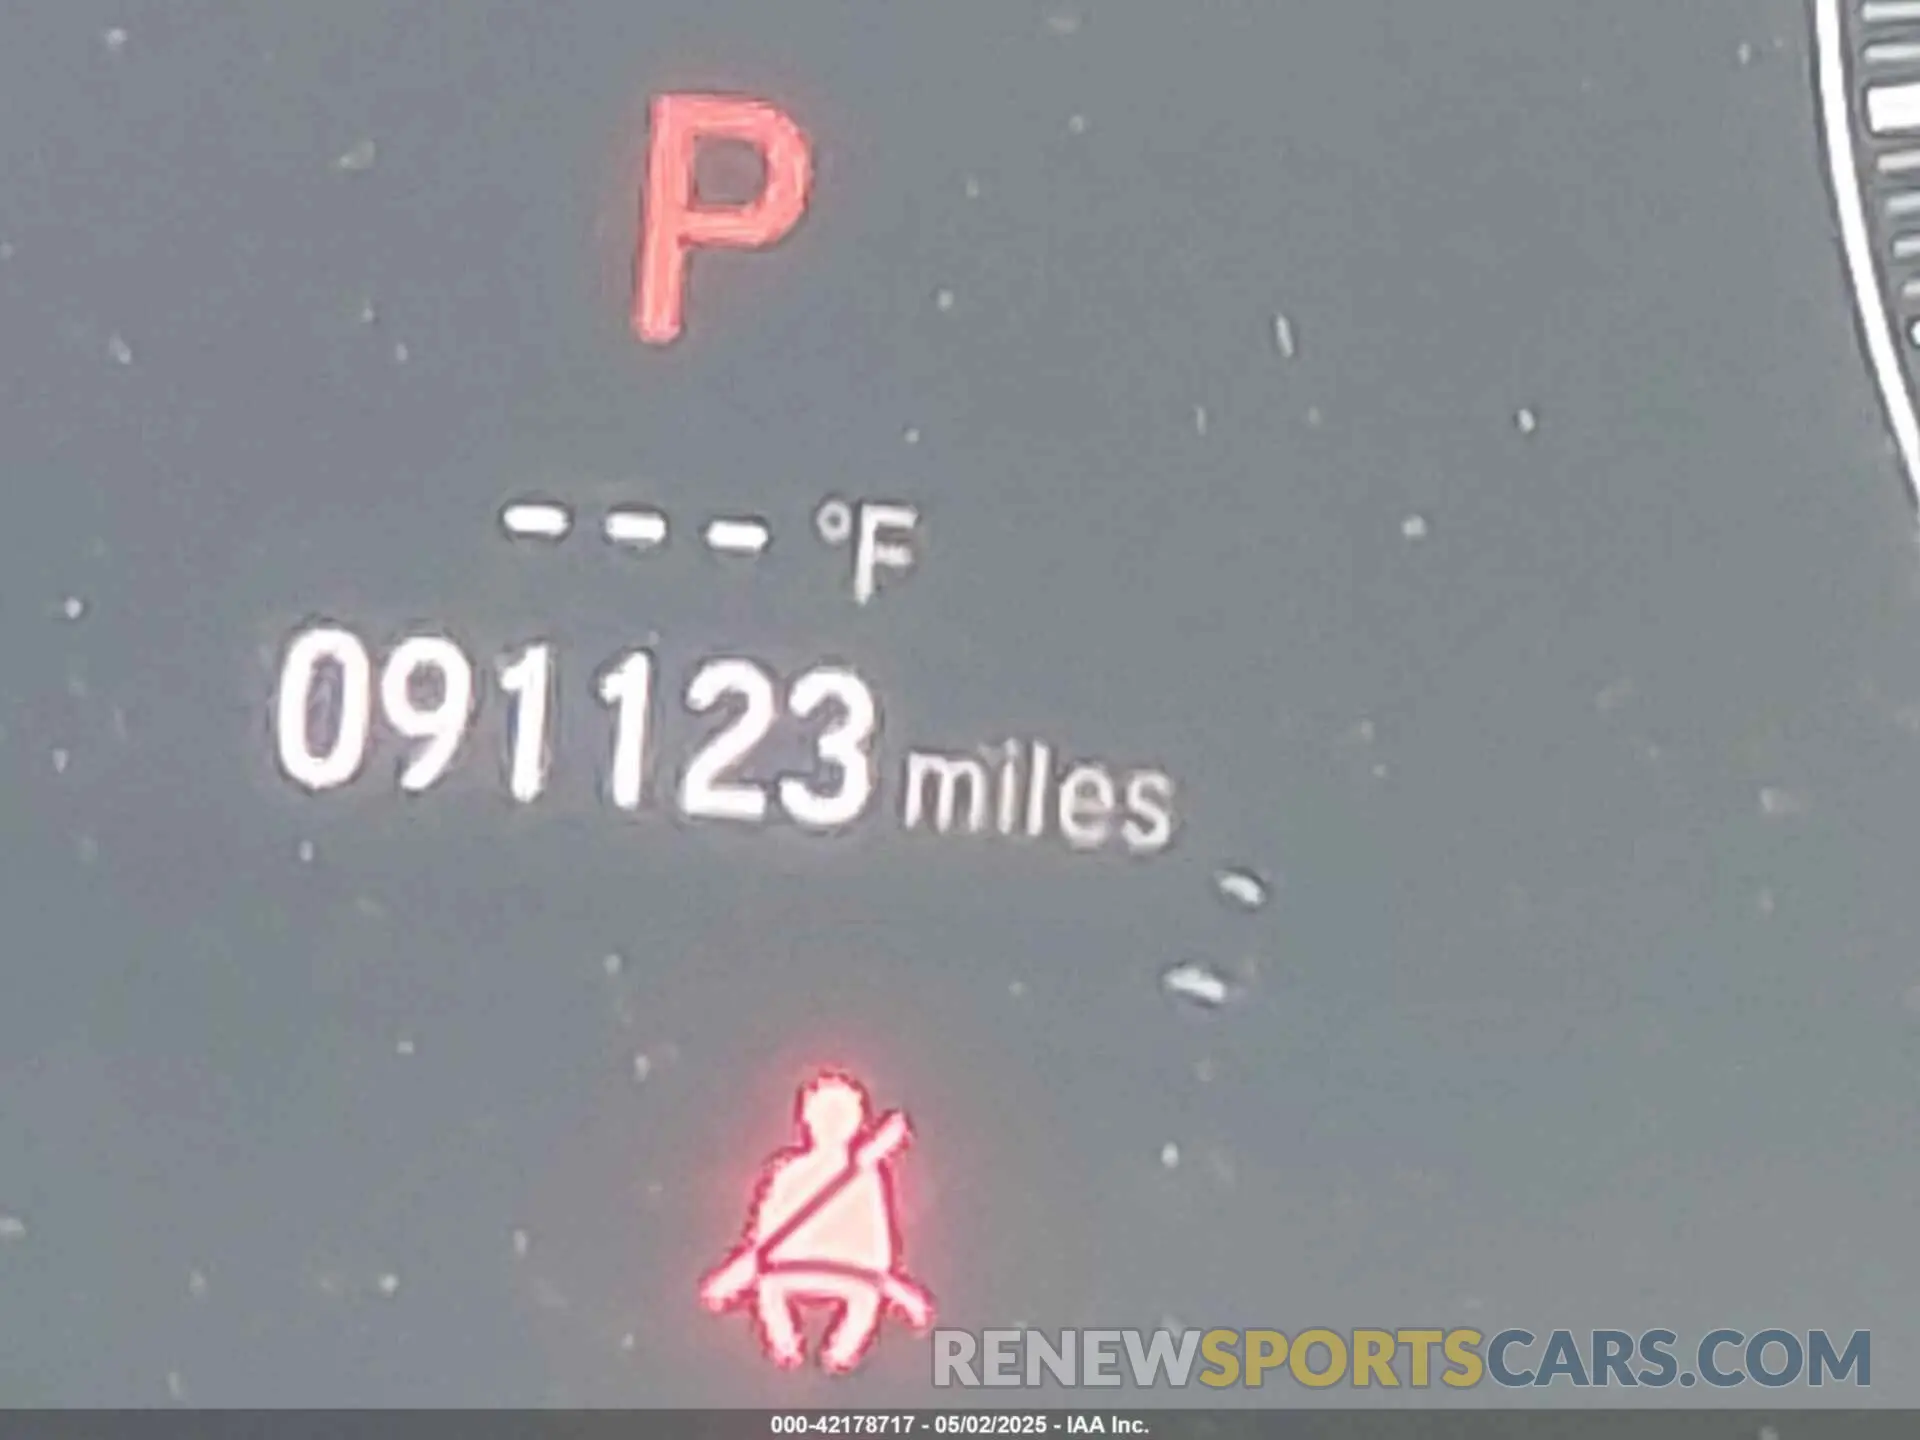 P
--- °F
091123 miles
RENEWSPORTSCARS.COM
000-42178717 - 05/02/2025 - IAA Inc.